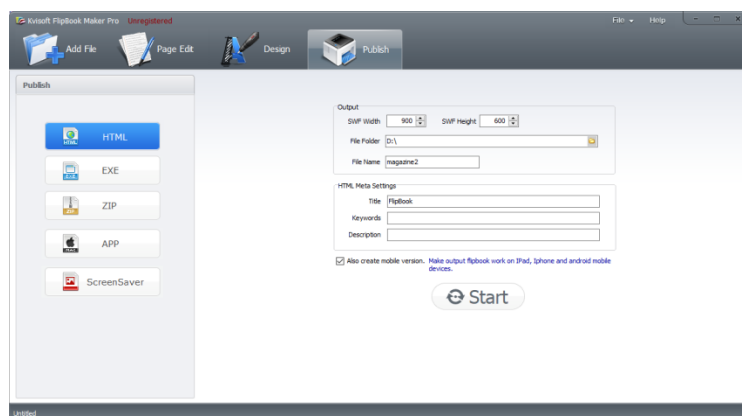 Kvisoft FlipBook Maker Pro Unregistered
File Help
Add File Page Edit Design Publish
Publish
HTML
EXE
ZIP
APP
ScreenSaver
Output
SWF Width 900 SWF Height 600
File Folder D:\
File Name magazine2
HTML Meta Settings
Title FlipBook
Keywords
Description
Also create mobile version. Make output flipbook work on IPad, Iphone and android mobile
devices.
Start
Untitled